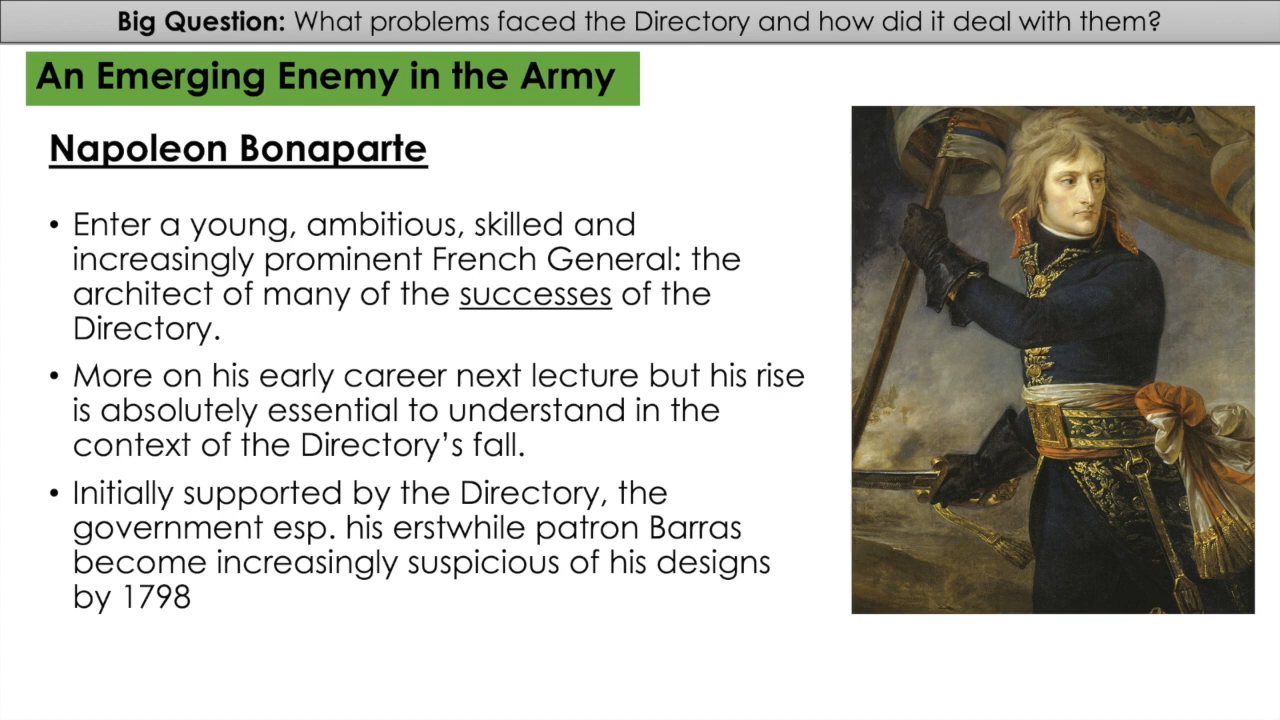 Big Question: What problems faced the Directory and how did it deal with them?
An Emerging Enemy in the Army
Napoleon Bonaparte
• Enter a young, ambitious, skilled and
increasingly prominent French General: the
architect of many of the successes of the
Directory.
• More on his early career next lecture but his rise
is absolutely essential to understand in the
context of the Directory’s fall.
• Initially supported by the Directory, the
government esp. his erstwhile patron Barras
become increasingly suspicious of his designs
by 1798